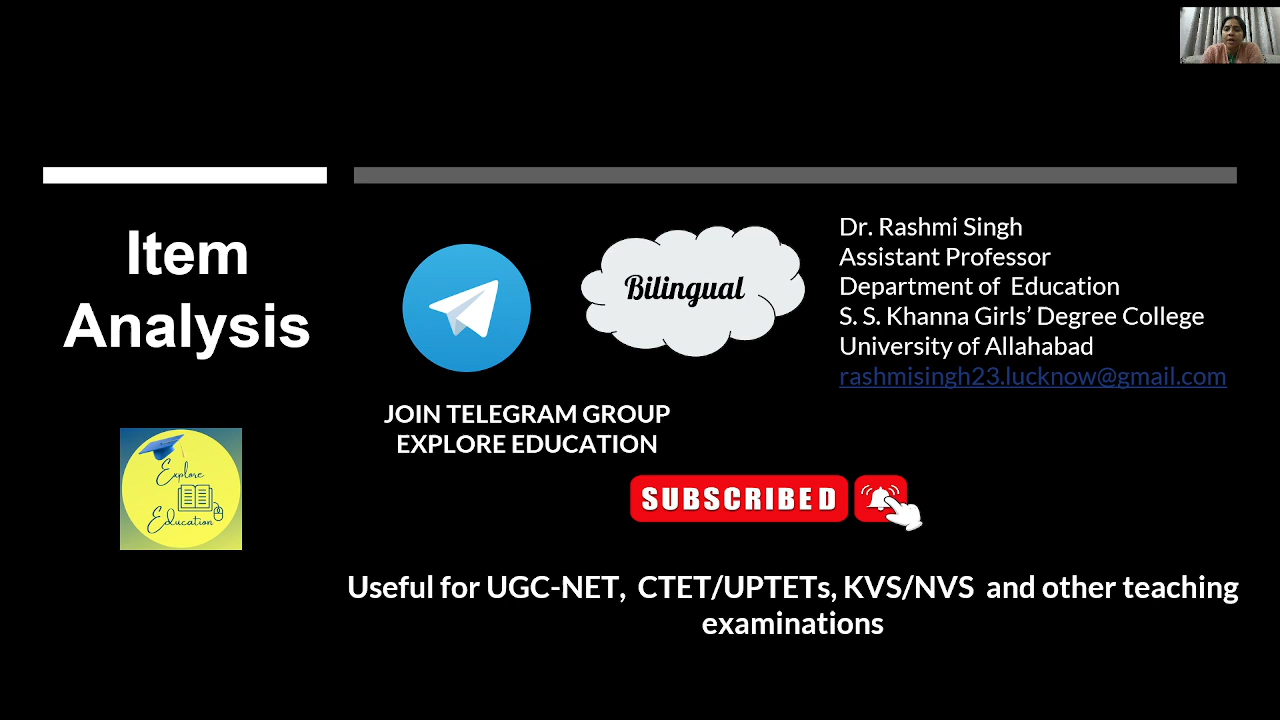 Item
Analysis
Explore
Education
JOIN TELEGRAM GROUP
EXPLORE EDUCATION
Bilingual
Dr. Rashmi Singh
Assistant Professor
Department of Education
S. S. Khanna Girls’ Degree College
University of Allahabad
rashmisingh23.lucknow@gmail.com
SUBSCRIBED
Useful for UGC-NET, CTET/UPTETs, KVS/NVS and other teaching
examinations